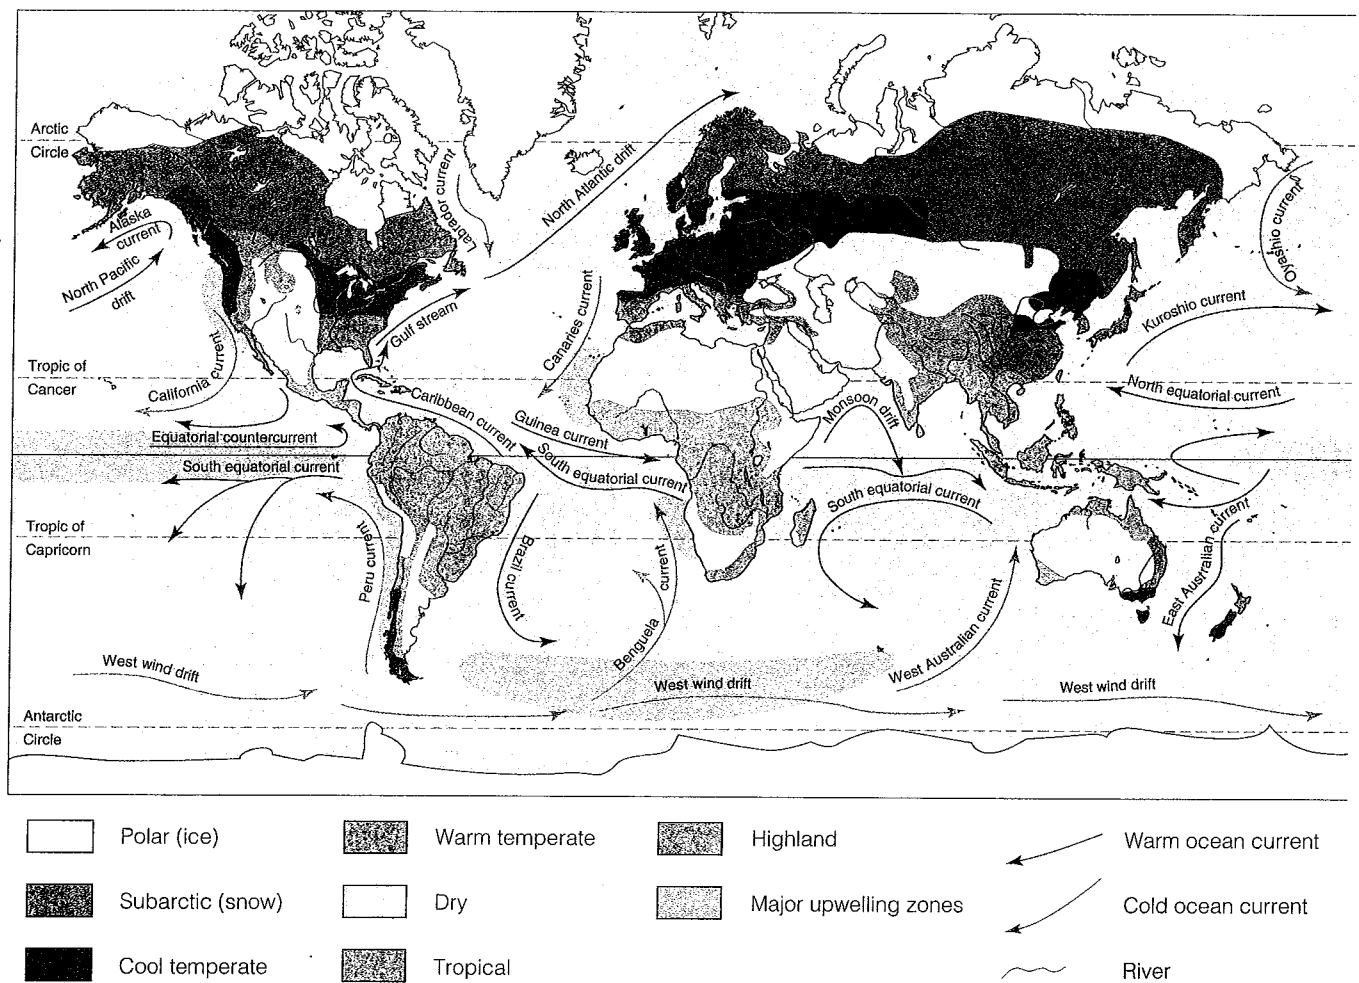 Arctic
Circle
Alaska
current
North Pacific
drift
Labrador current
North Atlantic drift
Oyashio current
Kuroshio current
Gulf stream
Canaries current
California current
Tropic of
Cancer
Caribbean current
Guinea current
Monsoon drift
North equatorial current
Equatorial countercurrent
South equatorial current
South equatorial current
South equatorial current
Tropic of
Capricorn
Peru current
Brazil current
Benguela current
West Australian current
East Australian current
West wind drift
West wind drift
West wind drift
Antarctic
Circle
Polar (ice)
Warm temperate
Highland
Warm ocean current
Subarctic (snow)
Dry
Major upwelling zones
Cold ocean current
Cool temperate
Tropical
River